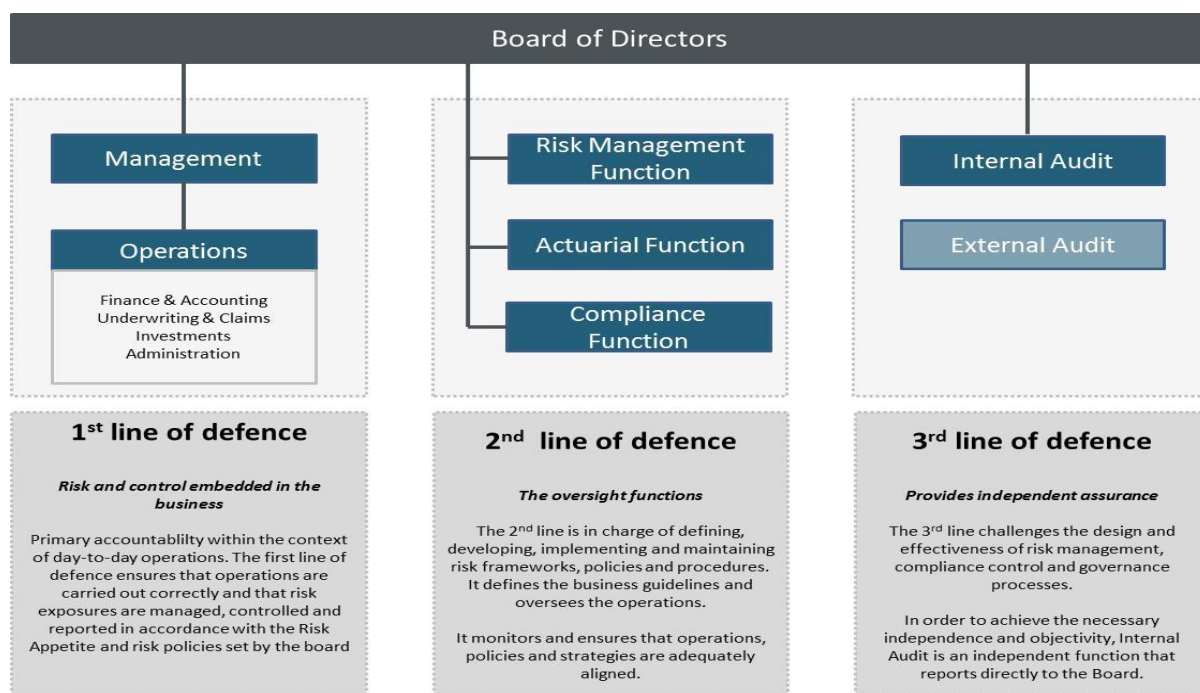 Board of Directors
Management
Operations
Finance & Accounting
Underwriting & Claims
Investments
Administration
Risk Management
Function
Actuarial Function
Compliance
Function
Internal Audit
External Audit
1st line of defence
Risk and control embedded in the
business
Primary accountablilty within the context
of day-to-day operations. The first line of
defence ensures that operations are
carried out correctly and that risk
exposures are managed, controlled and
reported in accordance with the Risk
Appetite and risk policies set by the board
2nd line of defence
The oversight functions
The 2nd line is in charge of defining,
developing, implementing and maintaining
risk frameworks, policies and procedures.
It defines the business guidelines and
oversees the operations.
It monitors and ensures that operations,
policies and strategies are adequately
aligned.
3rd line of defence
Provides independent assurance
The 3rd line challenges the design and
effectiveness of risk management,
compliance control and governance
processes.
In order to achieve the necessary
independence and objectivity, Internal
Audit is an independent function that
reports directly to the Board.